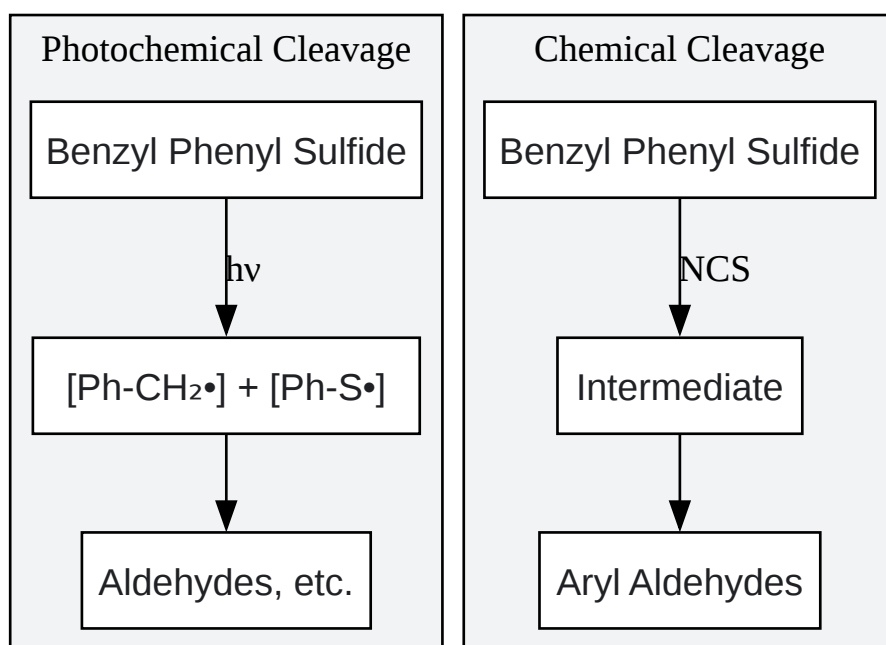 Photochemical Cleavage
Benzyl Phenyl Sulfide
hν
[Ph-CH₂•] + [Ph-S•]
Aldehydes, etc.
Chemical Cleavage
Benzyl Phenyl Sulfide
NCS
Intermediate
Aryl Aldehydes